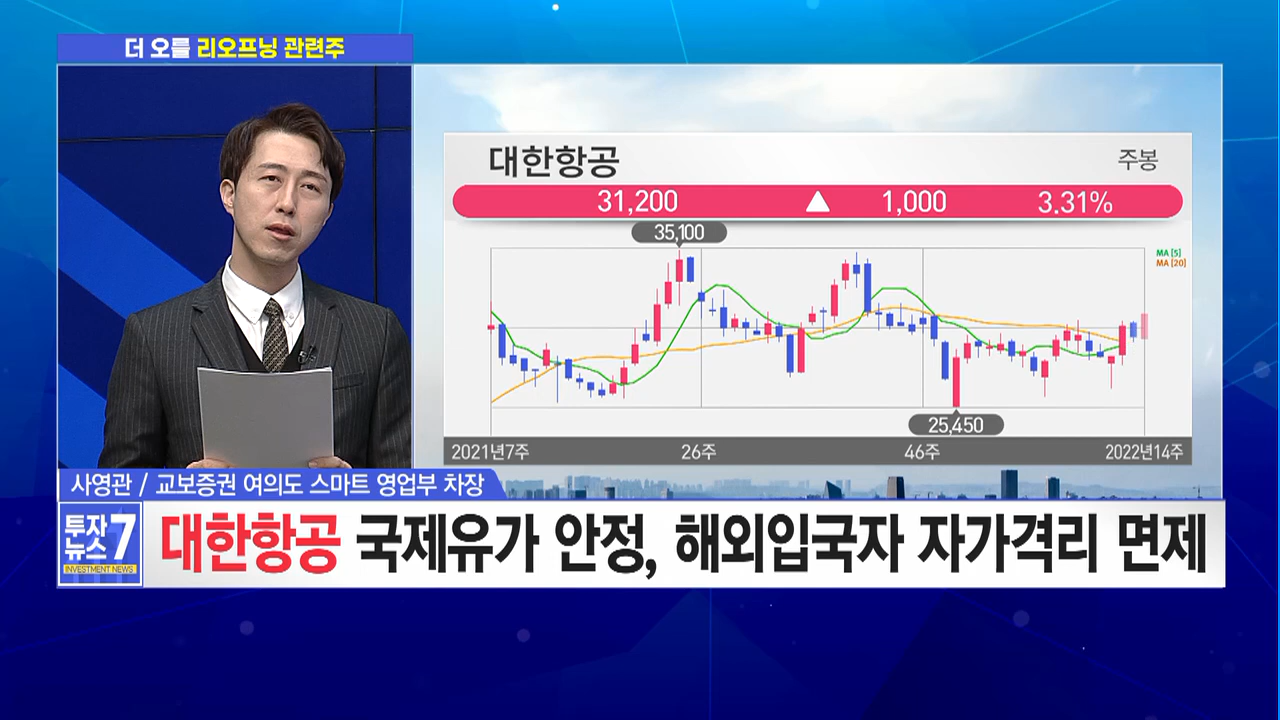 더 오를 리오프닝 관련주
대한항공
주봉
31,200 ▲ 1,000 3.31%
35,100
MA [5]
MA [20]
25,450
2021년7주 26주 46주 2022년14주
사영관 / 교보증권 여의도 스마트 영업부 차장
투자
뉴스 7
INVESTMENT NEWS
대한항공 국제유가 안정, 해외입국자 자가격리 면제